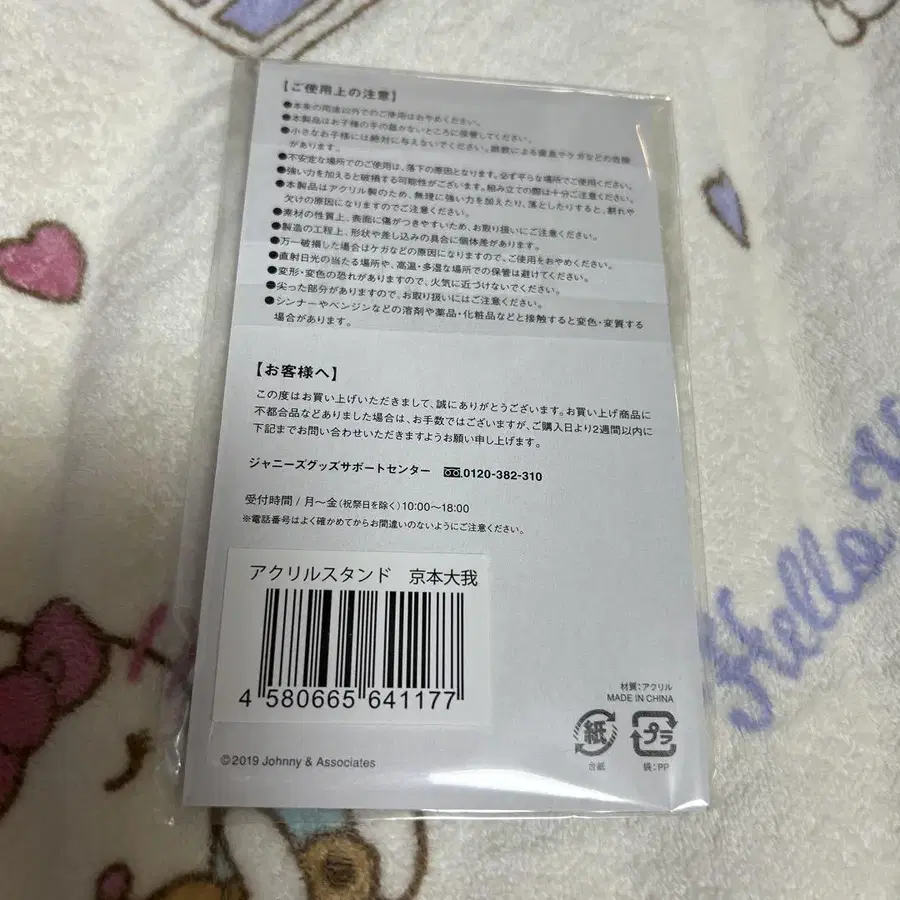 【ご使用上の注意】
●本来の用途以外でのご使用はおやめください。
●本製品はお子様の手の届かないところに保管してください。
●小さなお子様には絶対に与えないでください。誤飲による窒息やケガなどの危険
があります。
●不安定な場所でのご使用は、落下の原因となります。必ず平らな場所でご使用ください。
●強い力を加えると破損する可能性がございます。組み立ての際は十分ご注意ください。
●本製品はアクリル製のため、無理に強い力を加えたり、落としたりすると、割れや
欠けの原因になりますのでご注意ください。
●素材の性質上、表面に傷がつきやすいため、お取り扱いにご注意ください。
●製造の工程上、形状や差し込みの具合に個体差があります。
●万一破損した場合はケガなどの原因になりますので、ご使用をおやめください。
●直射日光の当たる場所や、高温・多湿な場所での保管は避けてください。
●変形・変色の恐れがありますので、火気に近づけないでください。
●尖った部分がありますので、お取り扱いにはご注意ください。
●シンナーやベンジンなどの溶剤や薬品・化粧品などと接触すると変色・変質する
場合があります。
【お客様へ】
この度はお買い上げいただきまして、誠にありがとうございます。お買い上げ商品に
不都合品などありました場合は、お手数ではございますが、ご購入日より2週間以内に
下記までお問い合わせいただきますようお願い申し上げます。
ジャニーズグッズサポートセンター 0120-382-310
受付時間 / 月〜金(祝祭日を除く)10:00〜18:00
※電話番号はよく確かめてからお間違いのないようにご注意ください。
アクリルスタンド 京本大我
4 580665 641177
材質:アクリル
MADE IN CHINA
紙
プラ
台紙
袋:PP
©2019 Johnny & Associates
Hello